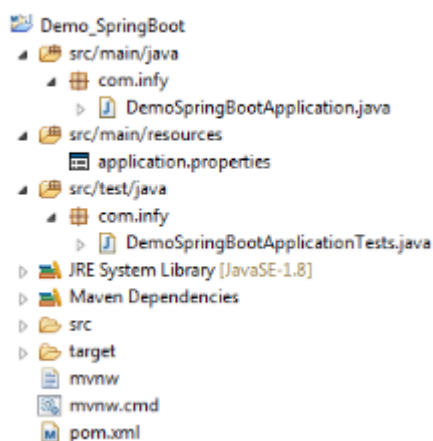 Demo_SpringBoot
src/main/java
com.infy
DemoSpringBootApplication.java
src/main/resources
application.properties
src/test/java
com.infy
DemoSpringBootApplicationTests.java
JRE System Library [JavaSE-1.8]
Maven Dependencies
src
target
mvnw
mvnw.cmd
pom.xml